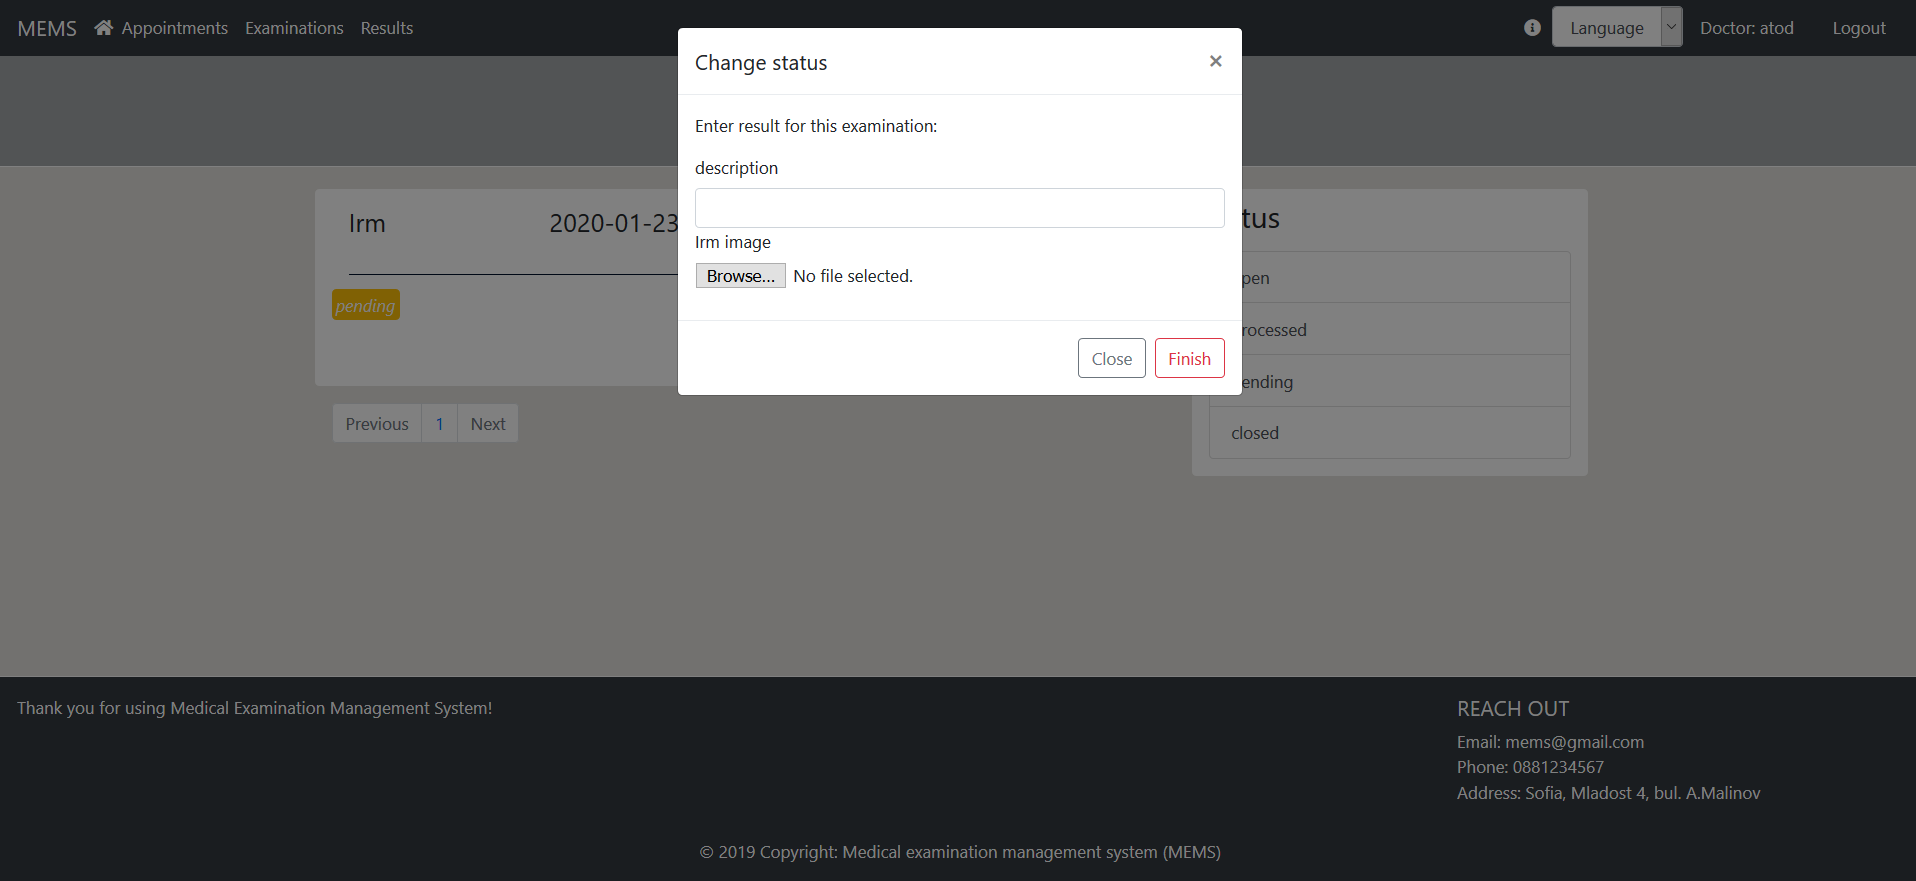 MEMS Appointments Examinations Results Language Doctor: atod Logout
Change status ×
Enter result for this examination:
description
Irm image
Browse... No file selected.
Close Finish
Irm 2020-01-23
pending
Previous 1 Next
tus
pen
rocessed
ending
closed
Thank you for using Medical Examination Management System!
REACH OUT
Email: mems@gmail.com
Phone: 0881234567
Address: Sofia, Mladost 4, bul. A.Malinov
© 2019 Copyright: Medical examination management system (MEMS)